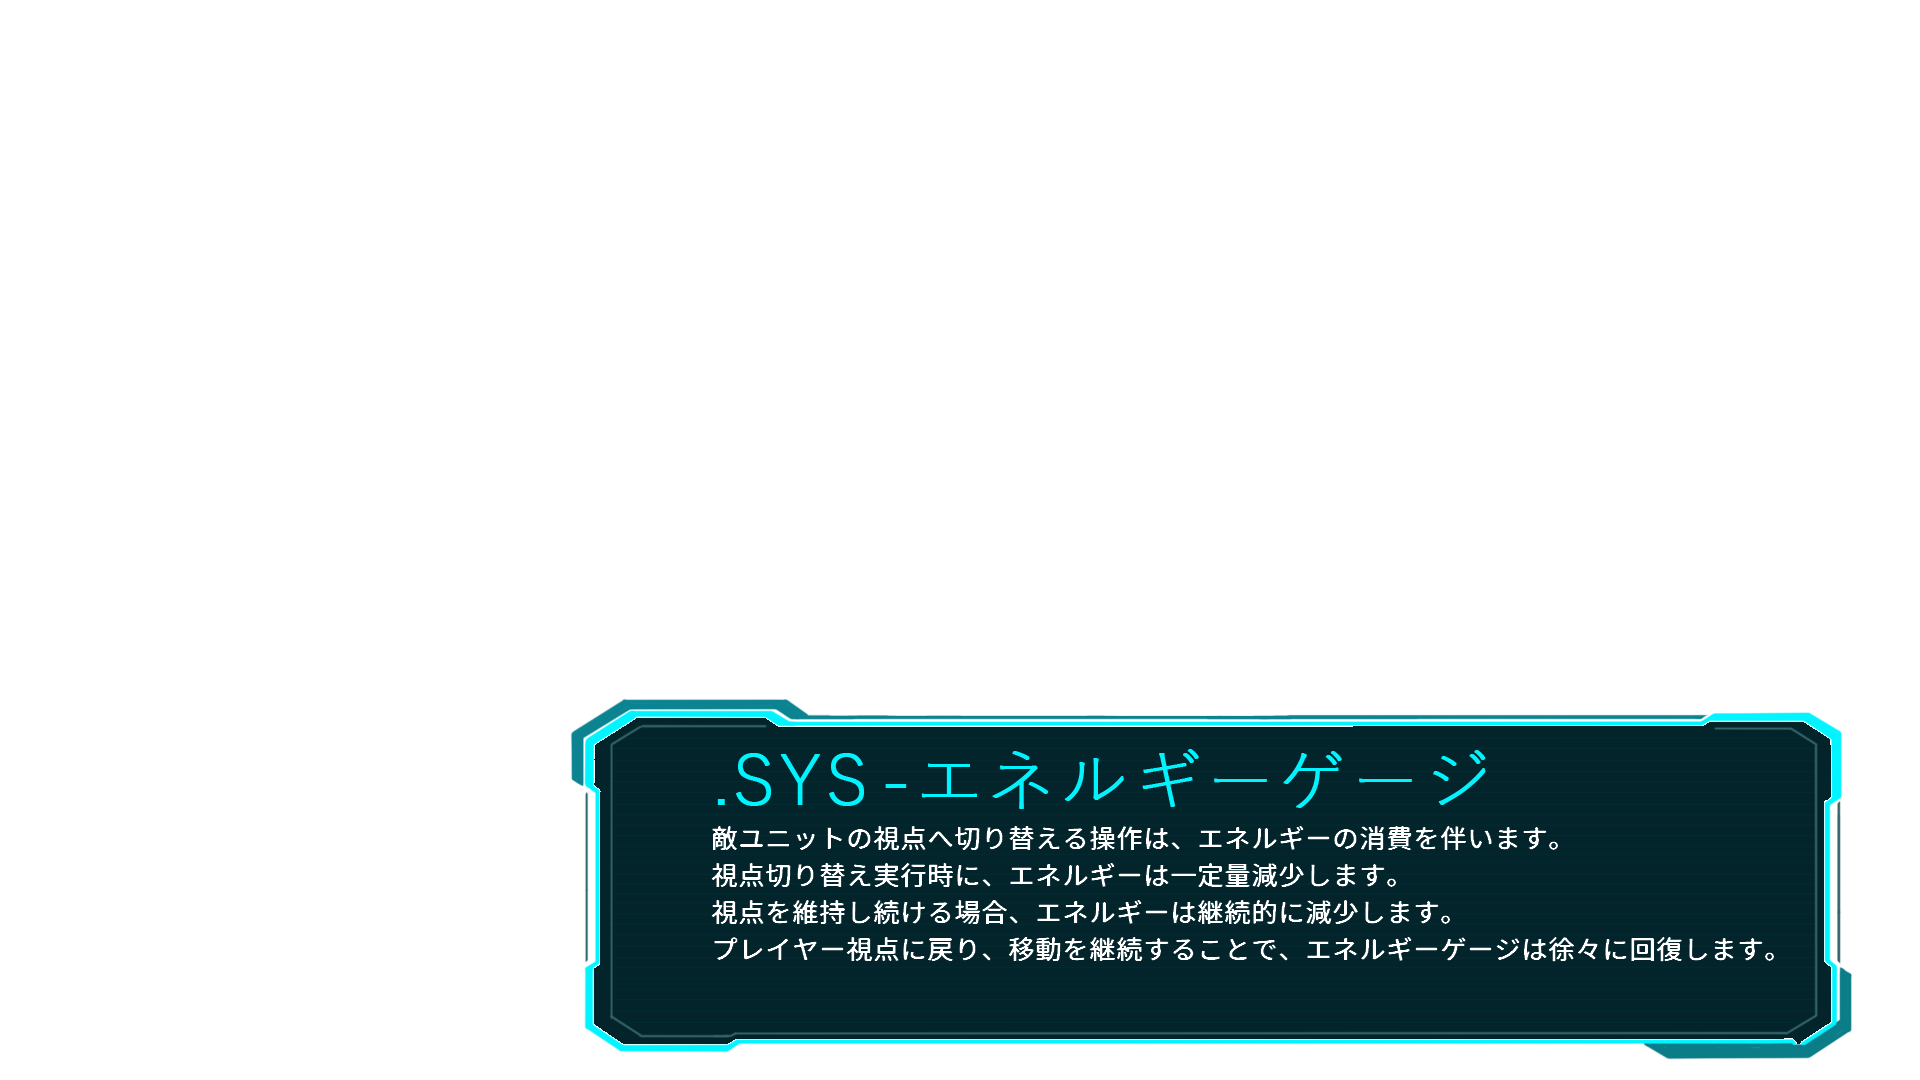 .SYS-エネルギーゲージ
敵ユニットの視点へ切り替える操作は、エネルギーの消費を伴います。
視点切り替え実行時に、エネルギーは一定量減少します。
視点を維持し続ける場合、エネルギーは継続的に減少します。
プレイヤー視点に戻り、移動を継続することで、エネルギーゲージは徐々に回復します。